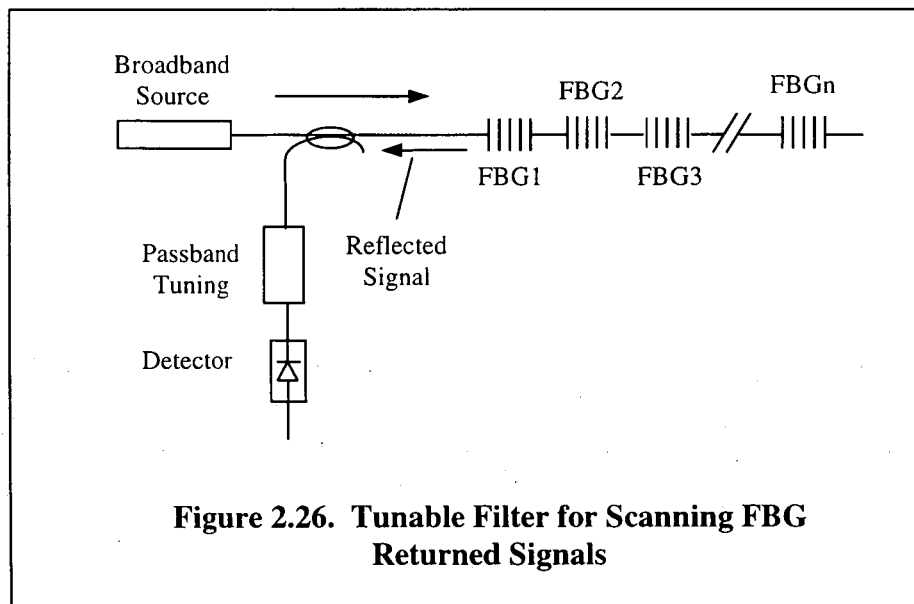 Broadband
Source
FBG2
FBGn
FBG1
FBG3
Reflected
Signal
Passband
Tuning
Detector
Figure 2.26. Tunable Filter for Scanning FBG
Returned Signals